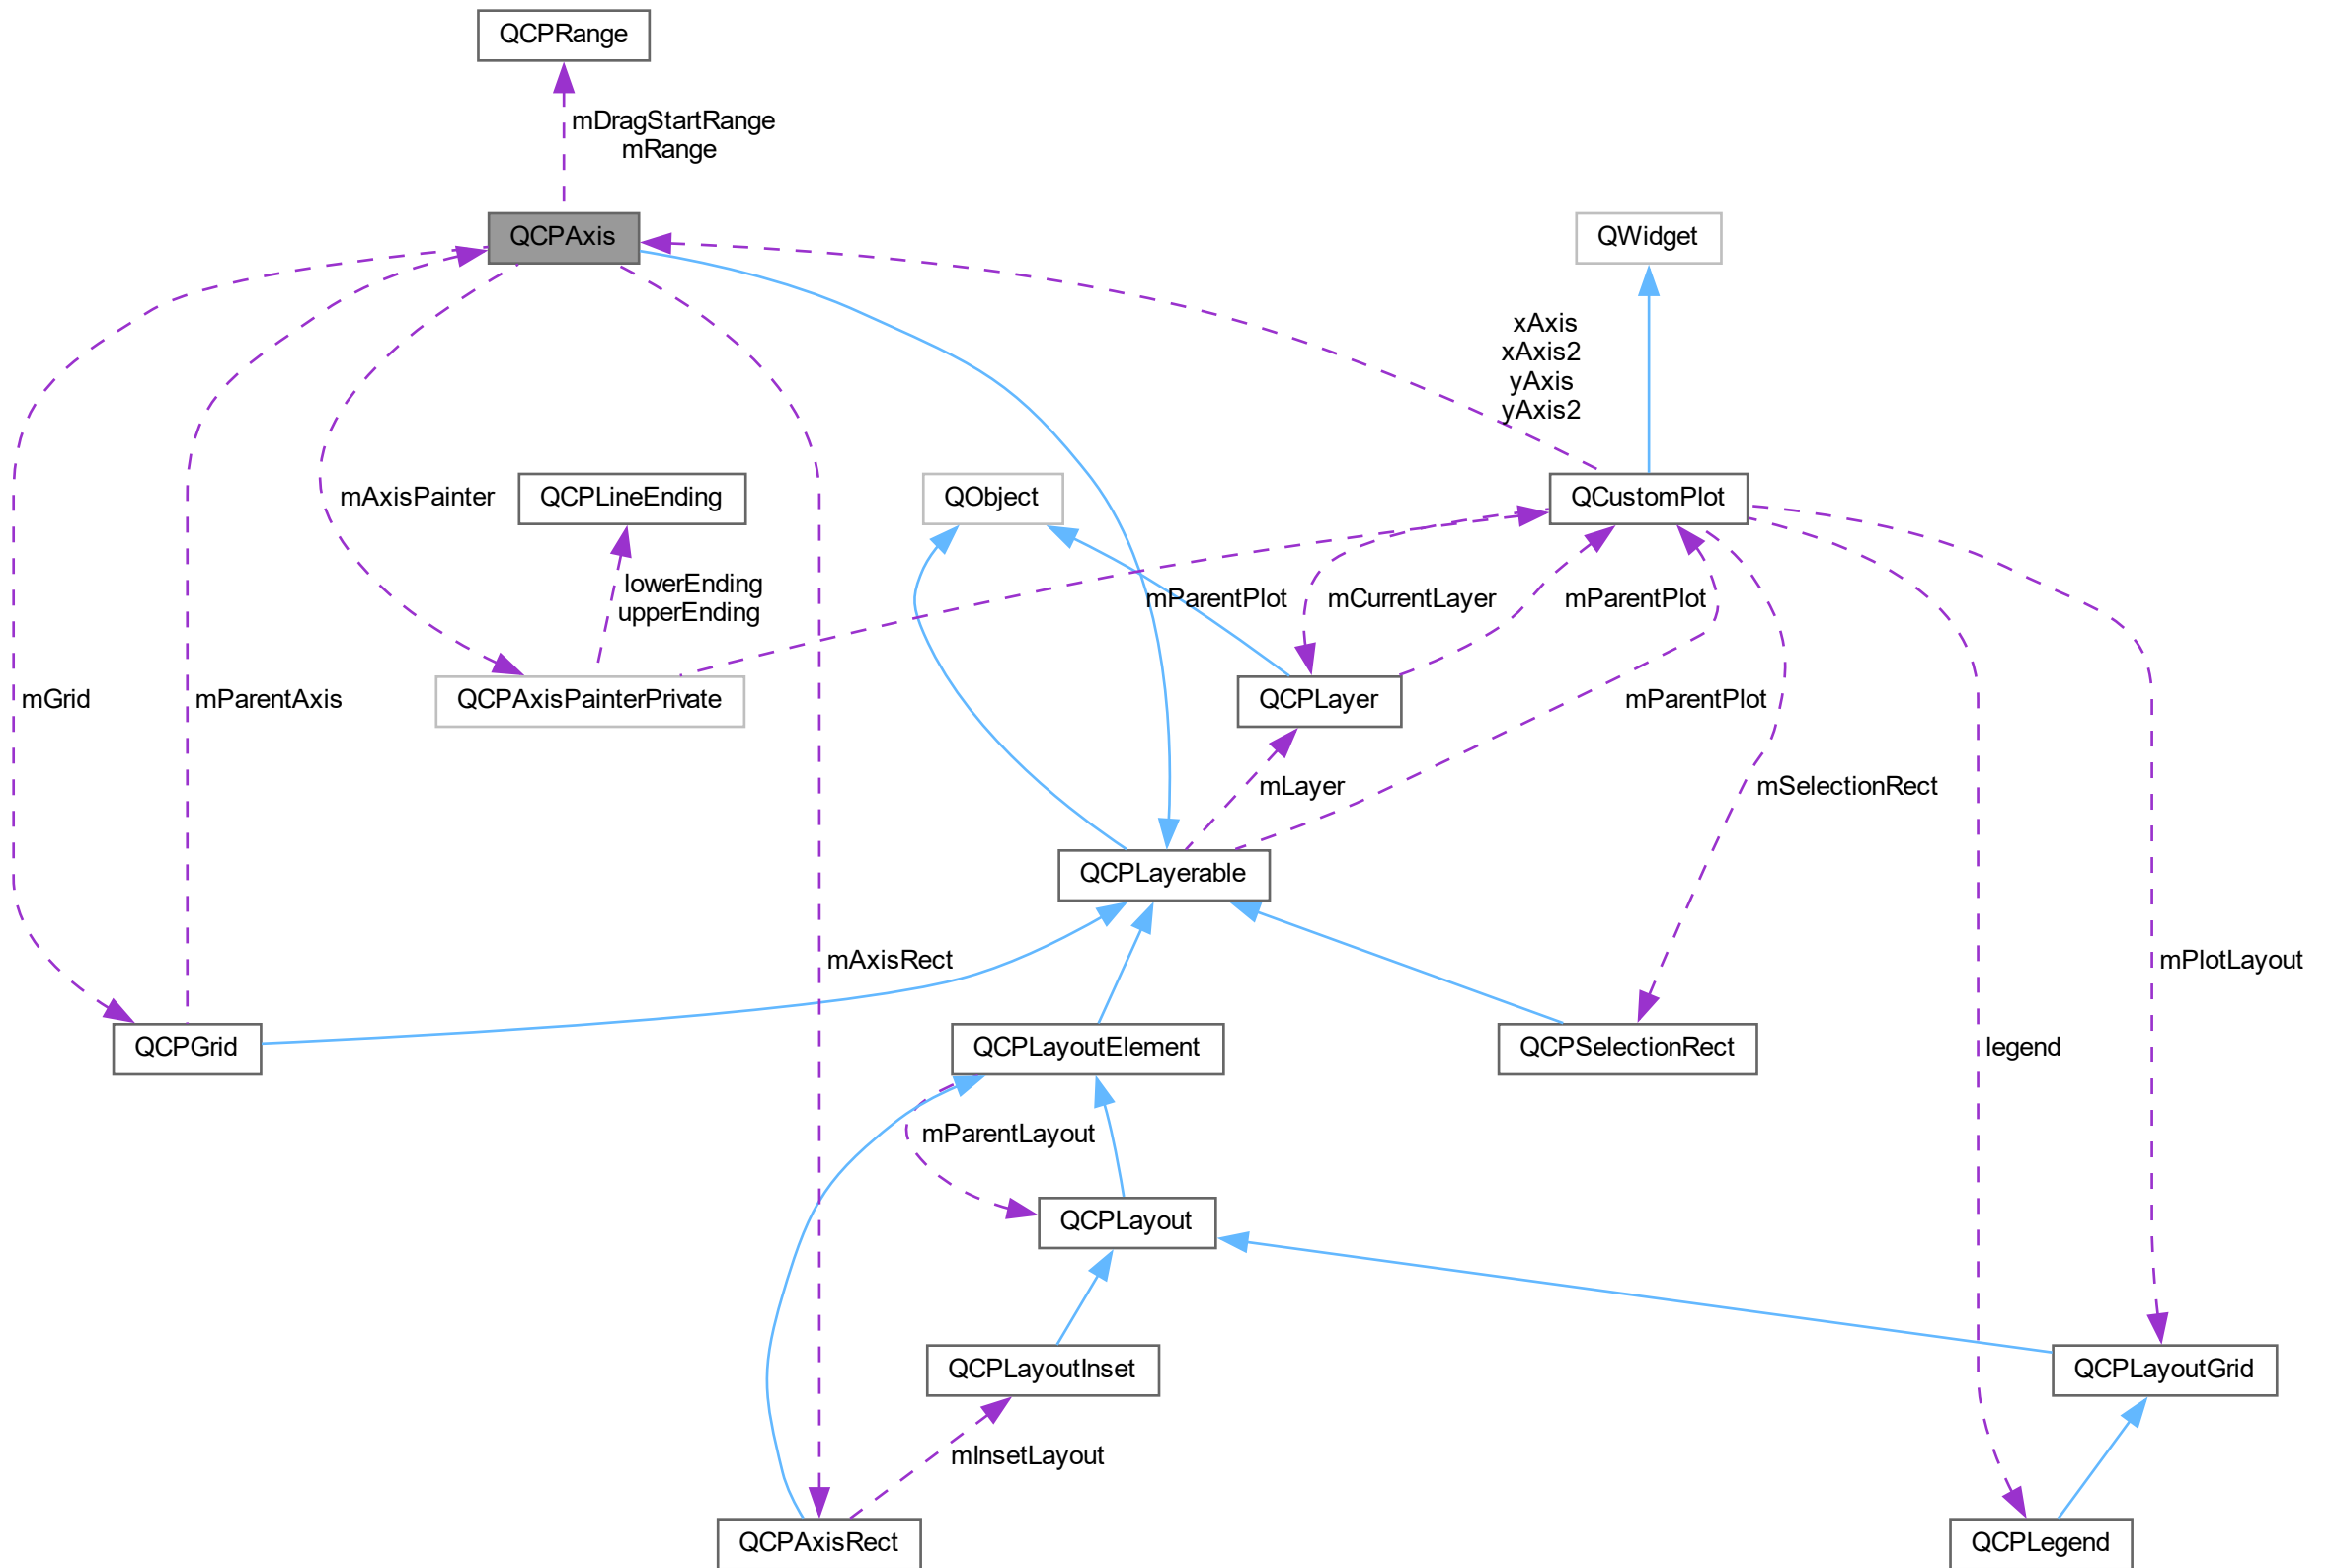 QCPRange
mDragStartRange
mRange
QCPAxis
QWidget
xAxis
xAxis2
yAxis
yAxis2
QCPLineEnding
QObject
QCustomPlot
mAxisPainter
lowerEnding
upperEnding
mParentPlot
mCurrentLayer
mParentPlot
mGrid
mParentAxis
QCPAxisPainterPrivate
QCPLayer
mParentPlot
mLayer
mSelectionRect
QCPLayerable
mAxisRect
mPlotLayout
QCPGrid
QCPLayoutElement
QCPSelectionRect
legend
mParentLayout
QCPLayout
QCPLayoutInset
QCPLayoutGrid
mInsetLayout
QCPAxisRect
QCPLegend